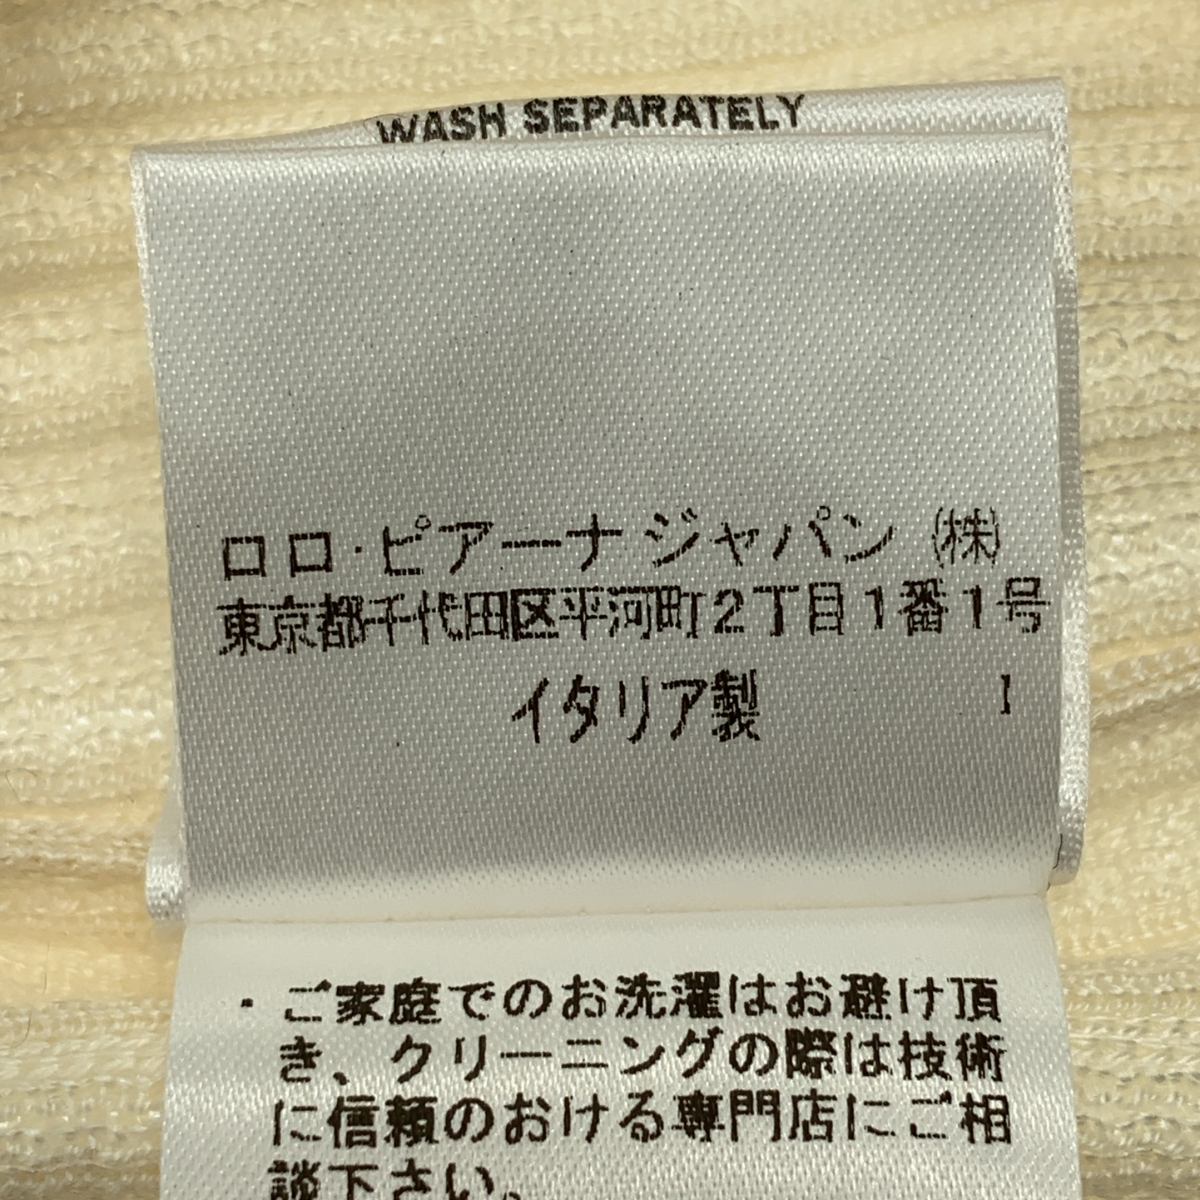 WASH SEPARATELY
ロロ・ピアーナ ジャパン ㈱
東京都千代田区平河町２丁目１番１号
イタリア製
I
・ご家庭でのお洗濯はお避け頂
き、クリーニングの際は技術
に信頼のおける専門店にご相
談下さい。